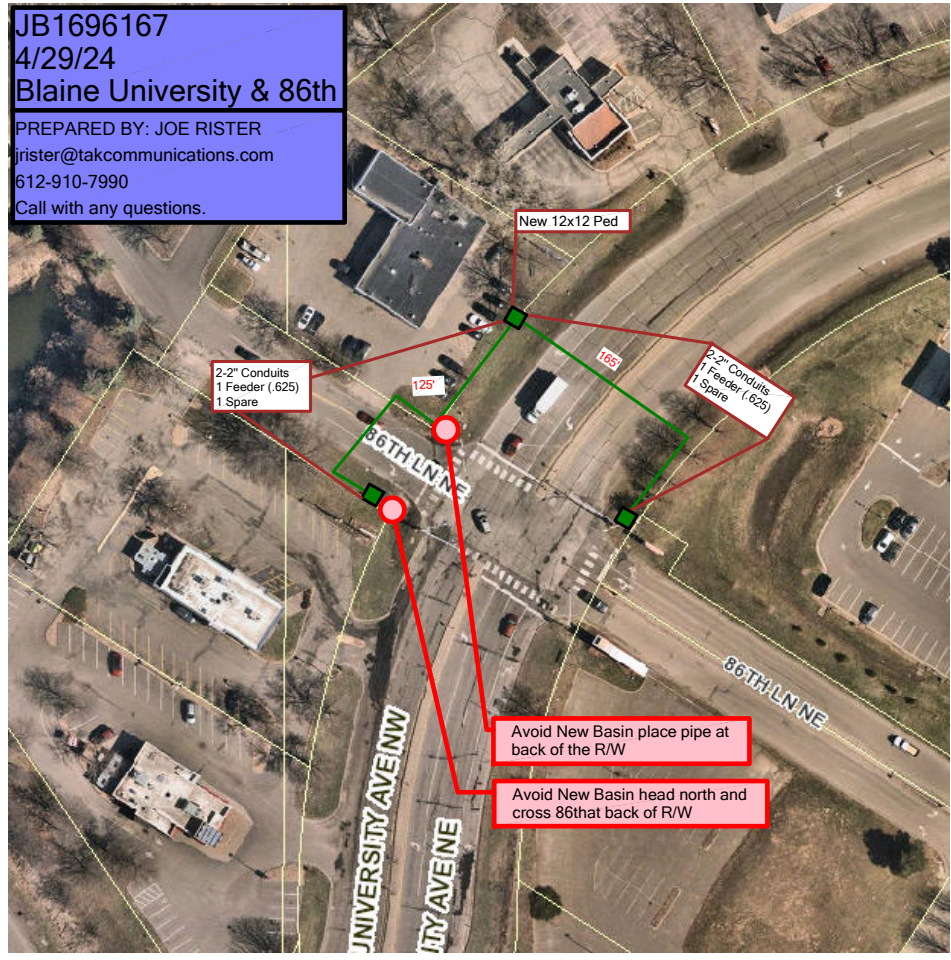 JB1696167
4/29/24
Blaine University & 86th
PREPARED BY: JOE RISTER
jrister@takcommunications.com
612-910-7990
Call with any questions.
New 12x12 Ped
2-2" Conduits
1 Feeder (.625)
1 Spare
165'
2-2" Conduits
1 Feeder (.625)
1 Spare
125'
86TH LN NE
86TH LN NE
Avoid New Basin place pipe at
back of the R/W
Avoid New Basin head north and
cross 86that back of R/W
UNIVERSITY AVE NW
ITY AVE NE